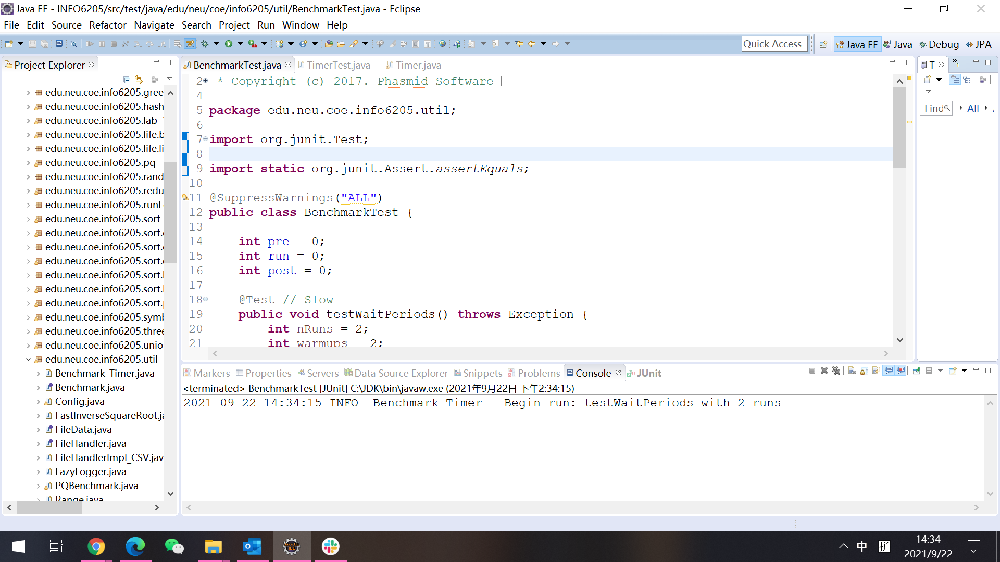 Java EE - INFO6205/src/test/java/edu/neu/coe/info6205/util/BenchmarkTest.java - Eclipse
File Edit Source Refactor Navigate Search Project Run Window Help
Quick Access
Java EE
Java
Debug
JPA
Project Explorer
edu.neu.coe.info6205.gree
edu.neu.coe.info6205.hash
edu.neu.coe.info6205.lab_
edu.neu.coe.info6205.life.b
edu.neu.coe.info6205.life.li
edu.neu.coe.info6205.pq
edu.neu.coe.info6205.rand
edu.neu.coe.info6205.redu
edu.neu.coe.info6205.runL
edu.neu.coe.info6205.sort
edu.neu.coe.info6205.sort.
edu.neu.coe.info6205.sort.
edu.neu.coe.info6205.sort.
edu.neu.coe.info6205.sort.
edu.neu.coe.info6205.sort.
edu.neu.coe.info6205.sort.
edu.neu.coe.info6205.symb
edu.neu.coe.info6205.three
edu.neu.coe.info6205.unio
edu.neu.coe.info6205.util
Benchmark_Timer.java
Benchmark.java
Config.java
FastInverseSquareRoot.ja
FileData.java
FileHandler.java
FileHandlerImpl_CSV.jav
LazyLogger.java
PQBenchmark.java
Range.java
BenchmarkTest.java TimerTest.java Timer.java
2 * Copyright (c) 2017. Phasmid Software
4
5 package edu.neu.coe.info6205.util;
6
7 import org.junit.Test;
8
9 import static org.junit.Assert.assertEquals;
10
11 @SuppressWarnings("ALL")
12 public class BenchmarkTest {
13
14 int pre = 0;
15 int run = 0;
16 int post = 0;
17
18 @Test // Slow
19 public void testWaitPeriods() throws Exception {
20 int nRuns = 2;
21 int warmups = 2;
T
1
Find
All
Markers Properties Servers Data Source Explorer Snippets Problems Console JUnit
<terminated> BenchmarkTest [JUnit] C:\JDK\bin\javaw.exe (2021年9月22日 下午2:34:15)
2021-09-22 14:34:15 INFO  Benchmark_Timer - Begin run: testWaitPeriods with 2 runs
中
拼
14:34
2021/9/22